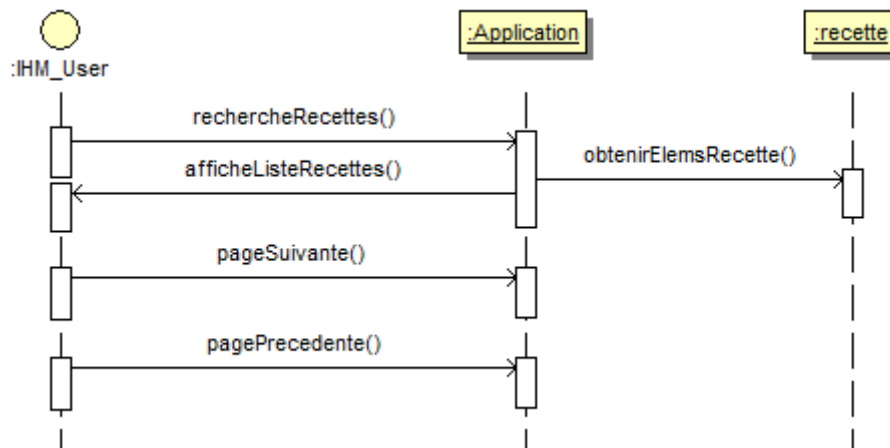 :IHM_User
:Application
:recette
rechercheRecettes()
obtenirElemsRecette()
afficheListeRecettes()
pageSuivante()
pagePrecedente()